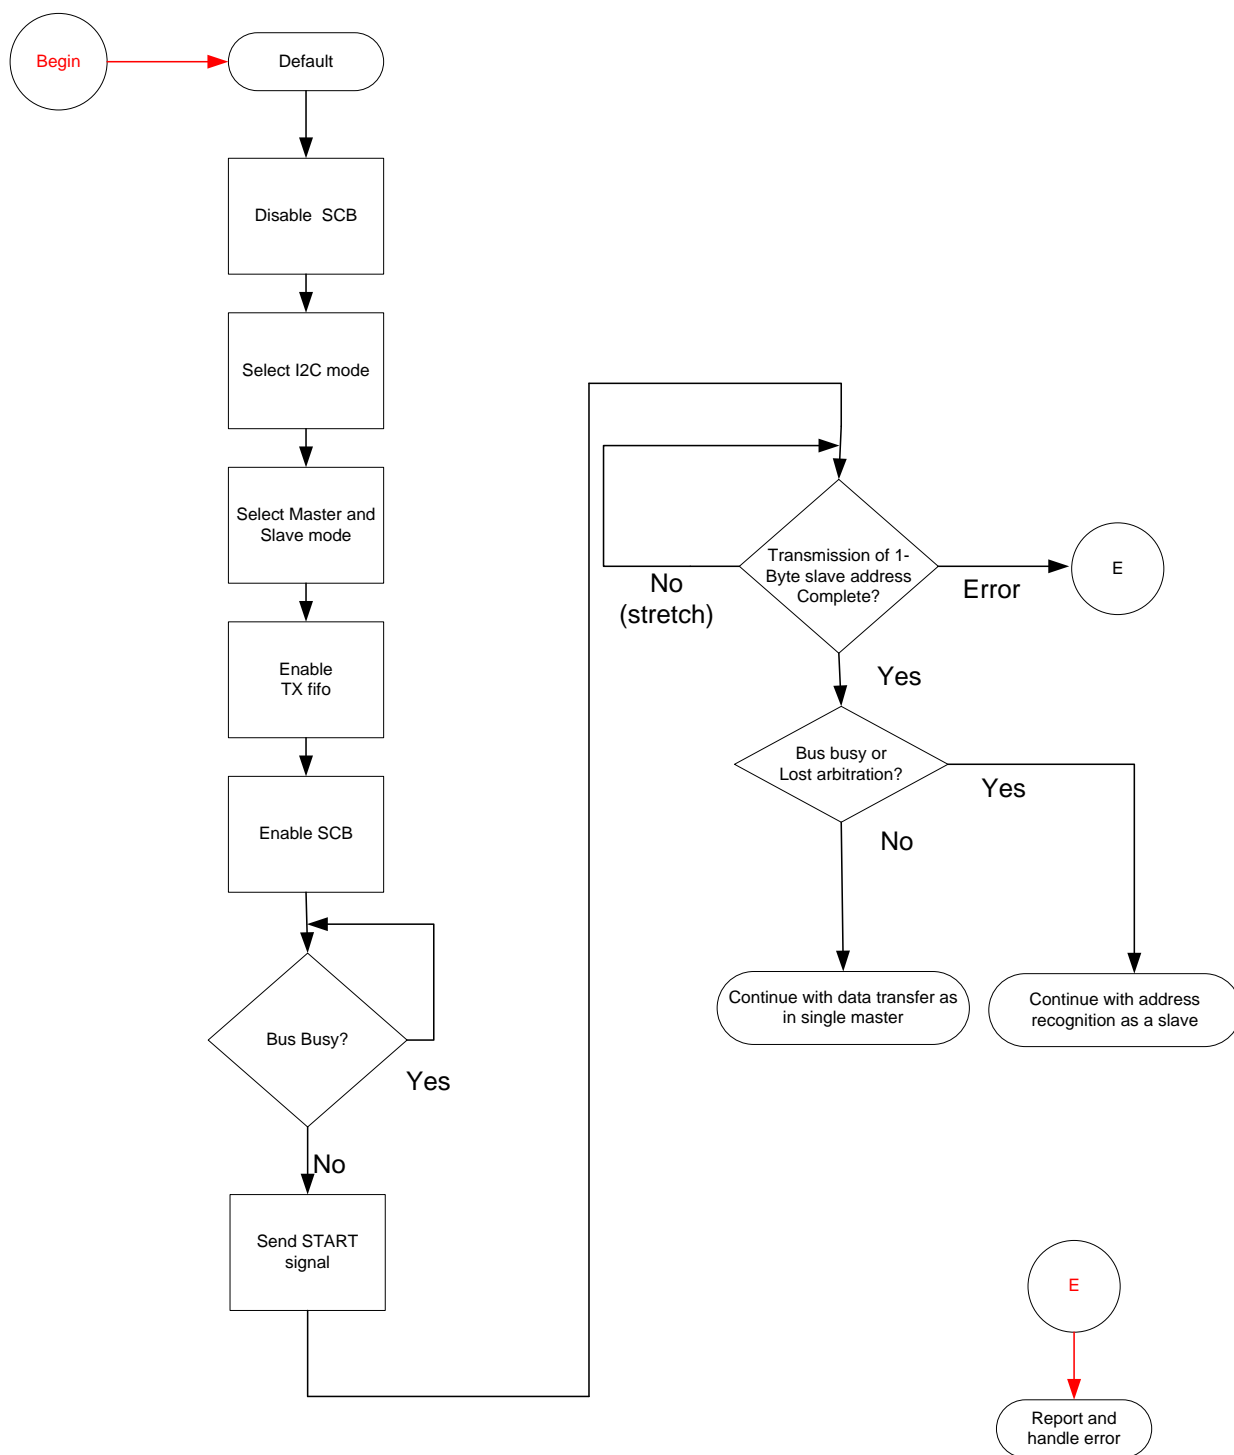 Begin
Default
Disable  SCB
Select I2C mode
Select Master and
Slave mode
Enable
TX fifo
Enable SCB
Bus Busy?
Yes
No
Send START
signal
Transmission of 1-
Byte slave address
Complete?
No
(stretch)
Error
E
Yes
Bus busy or
Lost arbitration?
Yes
No
Continue with data transfer as
in single master
Continue with address
recognition as a slave
E
Report and
handle error